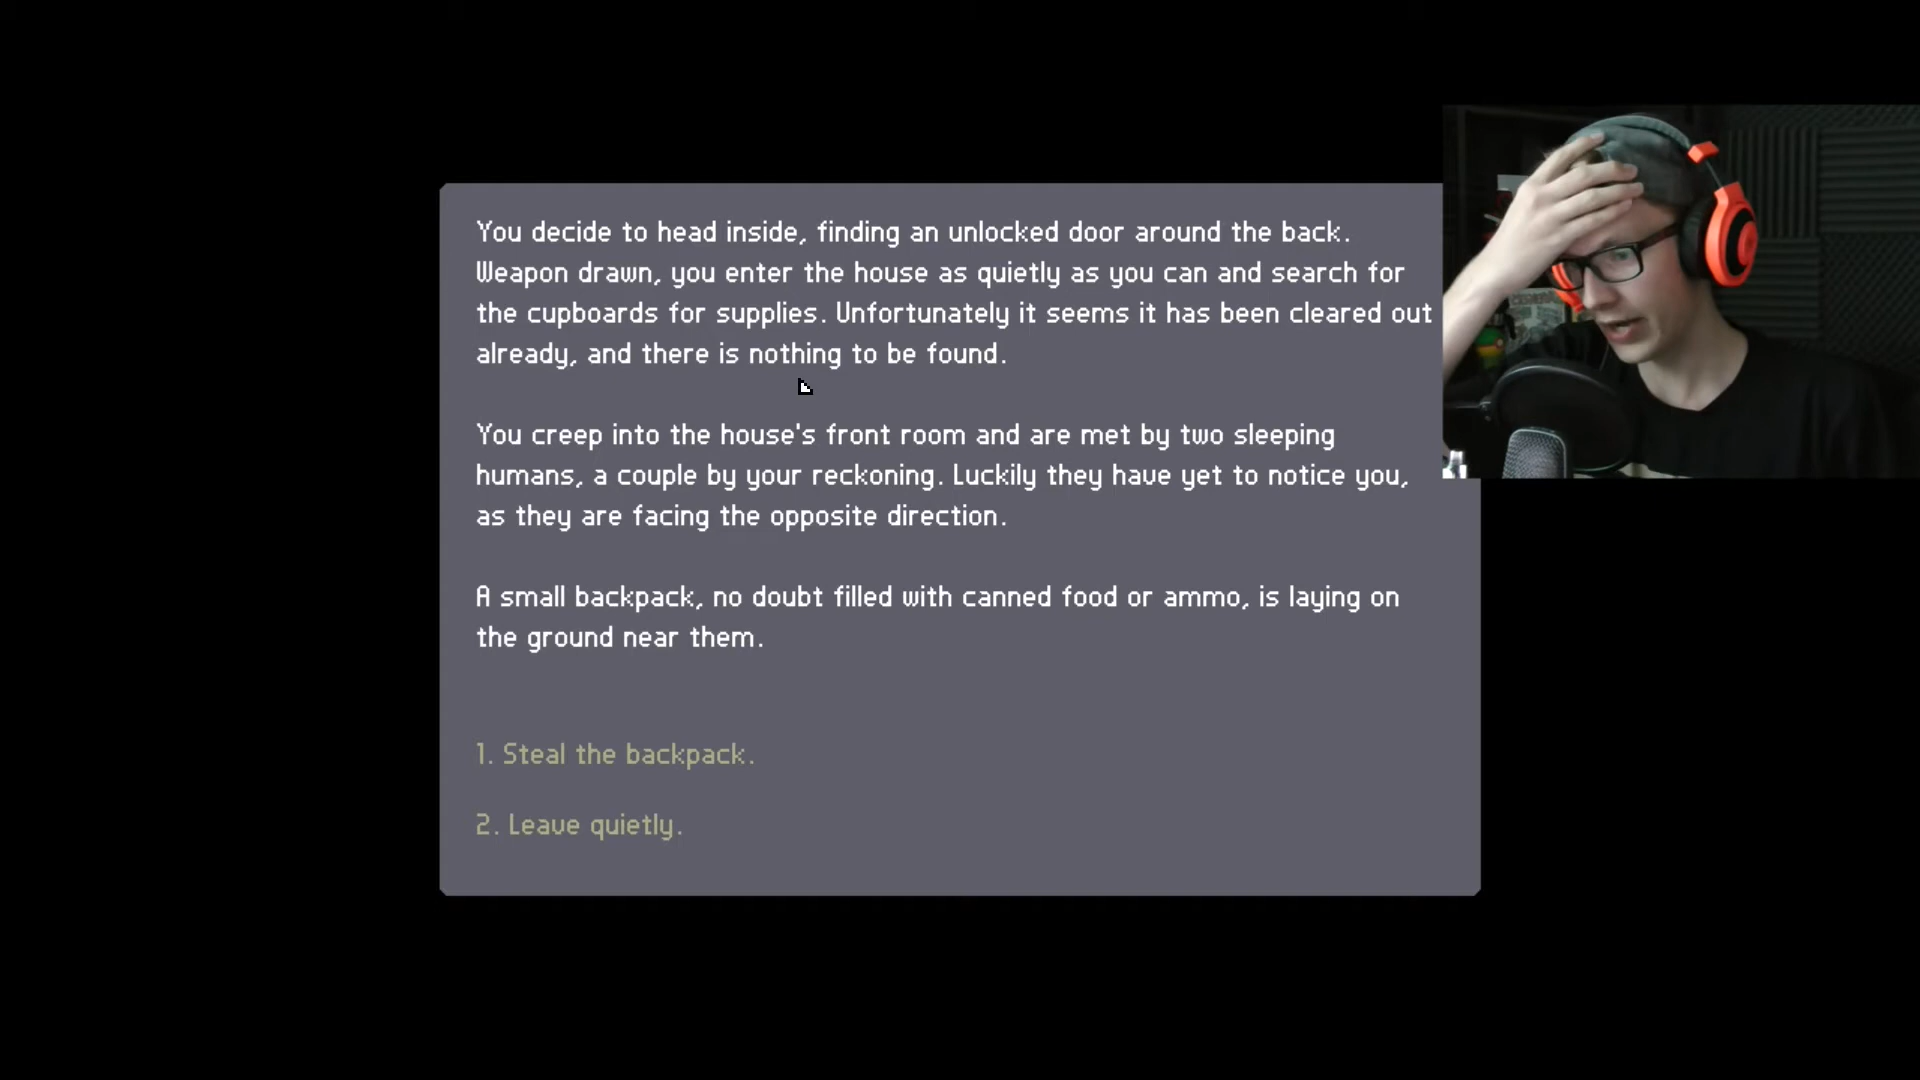 You decide to head inside, finding an unlocked door around the back.
Weapon drawn, you enter the house as quietly as you can and search for
the cupboards for supplies. Unfortunately it seems it has been cleared out
already, and there is nothing to be found.
You creep into the house's front room and are met by two sleeping
humans, a couple by your reckoning. Luckily they have yet to notice you,
as they are facing the opposite direction.
A small backpack, no doubt filled with canned food or ammo, is laying on
the ground near them.
1. Steal the backpack.
2. Leave quietly.